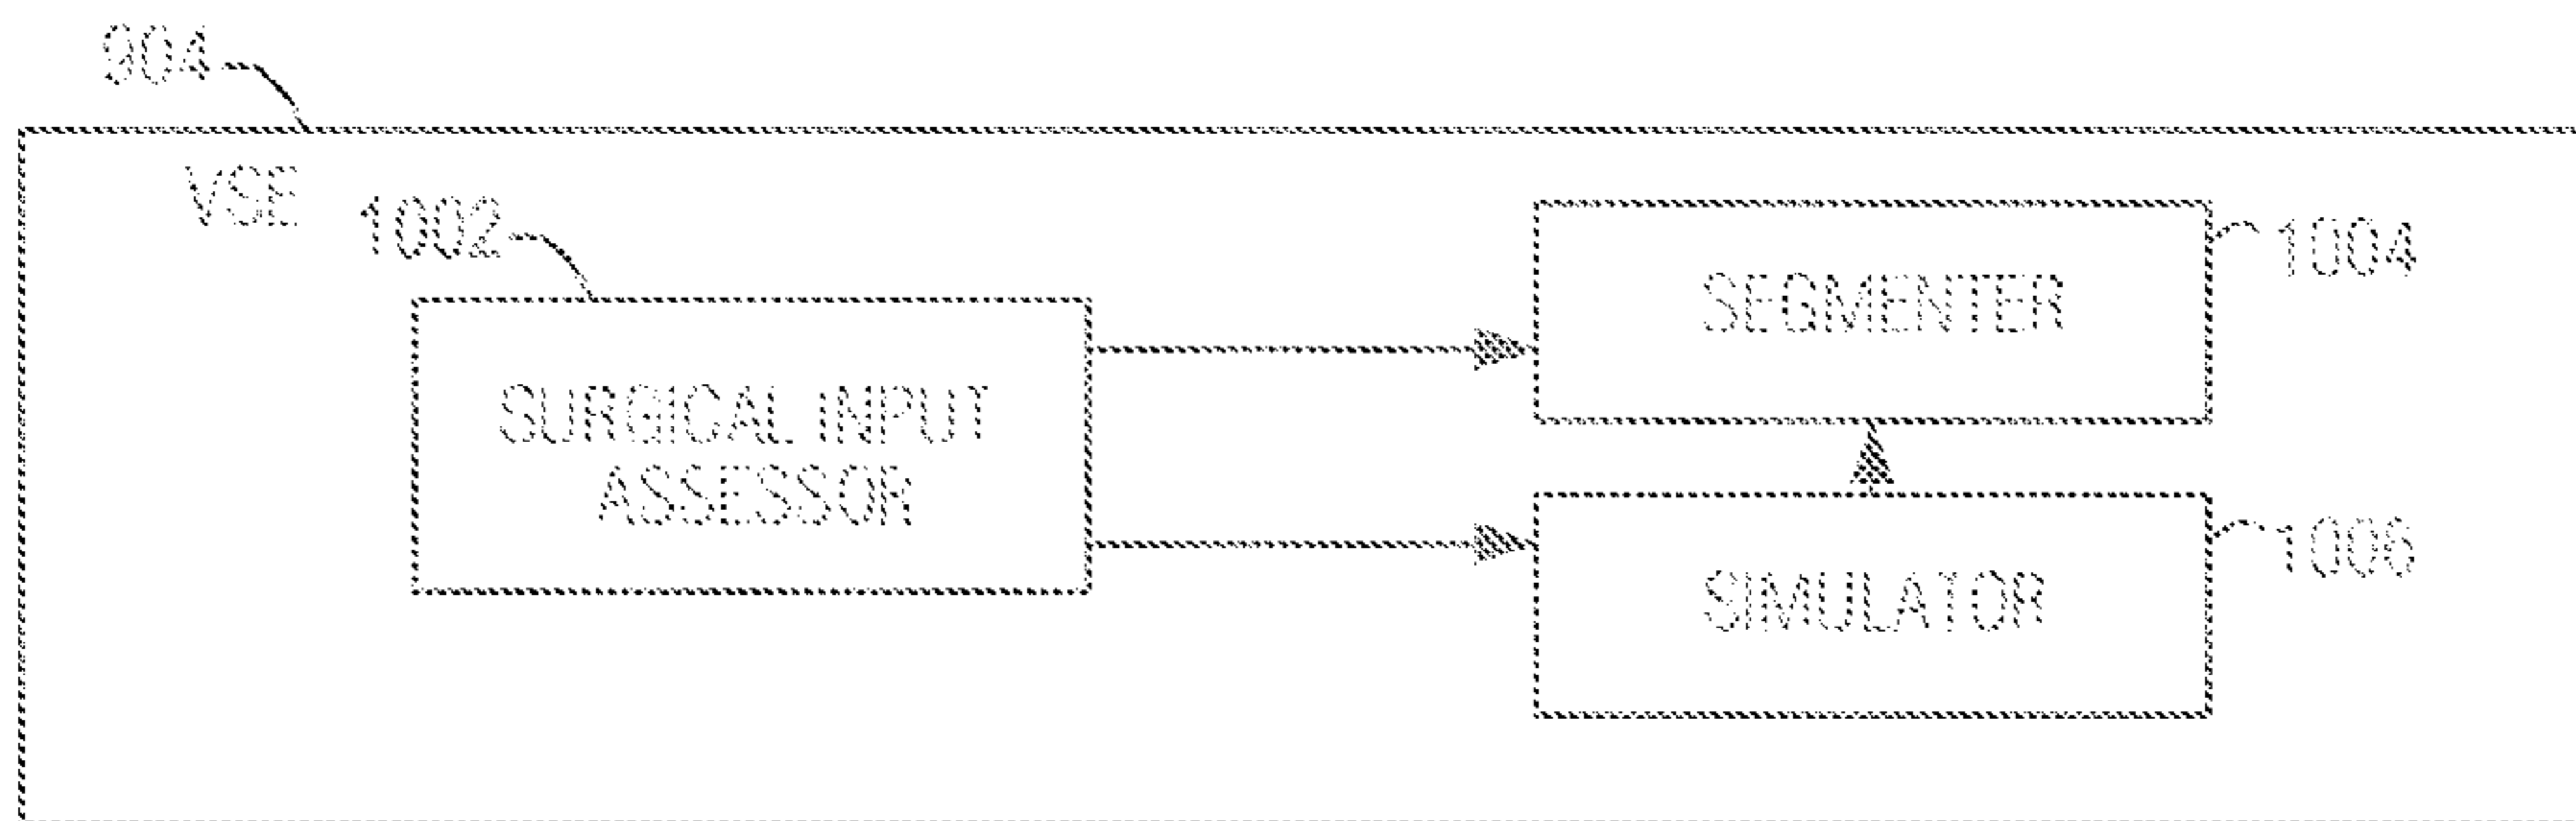 904
VSE
1002
1004
SEGMENTER
SURGICAL INPUT
ASSESSOR
1006
SIMULATOR